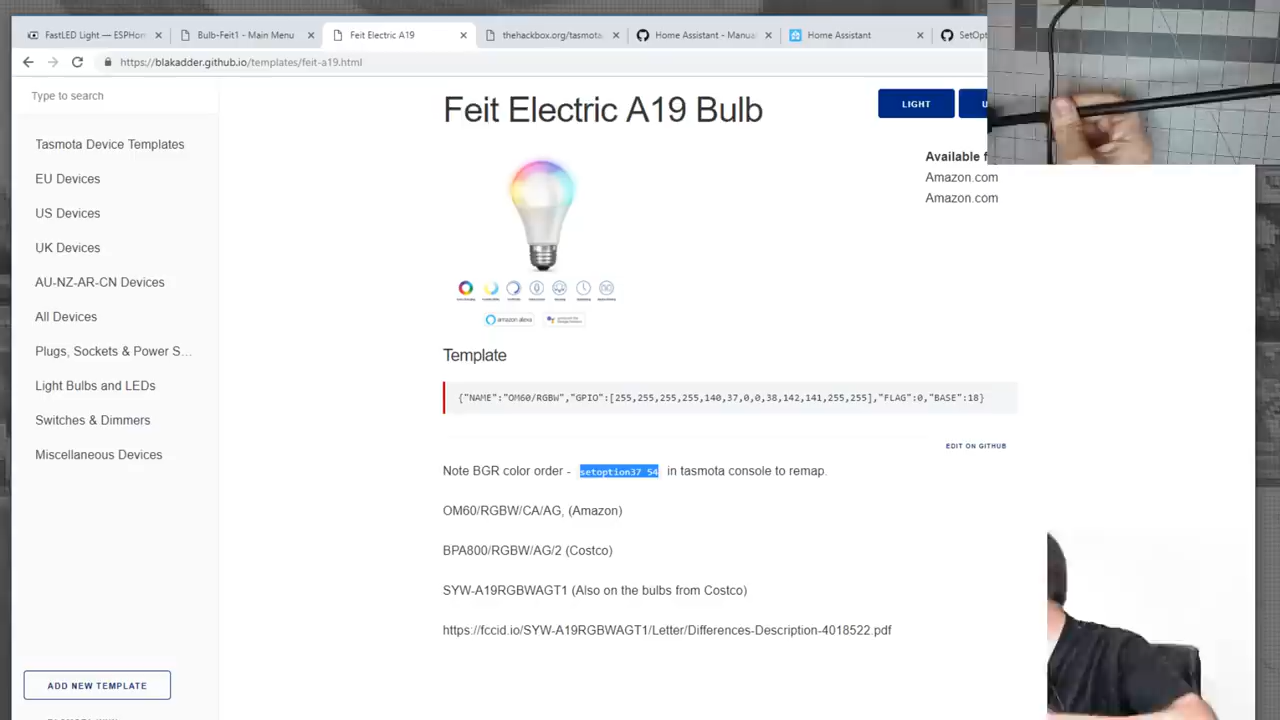 FastLED Light — ESPHom
Bulb-Feit1 - Main Menu
Feit Electric A19
thehackbox.org/tasmota
Home Assistant - Manua
Home Assistant
SetOpt
https://blakadder.github.io/templates/feit-a19.html
Type to search
Feit Electric A19 Bulb
LIGHT
U
Available f
Amazon.com
Amazon.com
Tasmota Device Templates
EU Devices
US Devices
UK Devices
AU-NZ-AR-CN Devices
All Devices
Plugs, Sockets & Power S...
Light Bulbs and LEDs
Switches & Dimmers
Miscellaneous Devices
amazon alexa
Template
{"NAME":"OM60/RGBW","GPIO":[255,255,255,255,140,37,0,0,38,142,141,255,255],"FLAG":0,"BASE":18}
EDIT ON GITHUB
Note BGR color order - setoption37 54 in tasmota console to remap.
OM60/RGBW/CA/AG, (Amazon)
BPA800/RGBW/AG/2 (Costco)
SYW-A19RGBWAGT1 (Also on the bulbs from Costco)
https://fccid.io/SYW-A19RGBWAGT1/Letter/Differences-Description-4018522.pdf
ADD NEW TEMPLATE